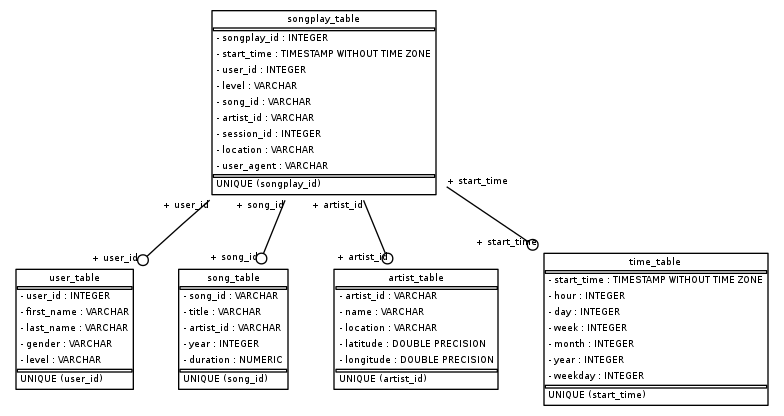 songplay_table
- songplay_id : INTEGER
- start_time : TIMESTAMP WITHOUT TIME ZONE
- user_id : INTEGER
- level : VARCHAR
- song_id : VARCHAR
- artist_id : VARCHAR
- session_id : INTEGER
- location : VARCHAR
- user_agent : VARCHAR
UNIQUE (songplay_id)
+ start_time
+ user_id
+ song_id
+ artist_id
+ start_time
+ user_id
+ song_id
+ artist_id
user_table
- user_id : INTEGER
- first_name : VARCHAR
- last_name : VARCHAR
- gender : VARCHAR
- level : VARCHAR
UNIQUE (user_id)
song_table
- song_id : VARCHAR
- title : VARCHAR
- artist_id : VARCHAR
- year : INTEGER
- duration : NUMERIC
UNIQUE (song_id)
artist_table
- artist_id : VARCHAR
- name : VARCHAR
- location : VARCHAR
- latitude : DOUBLE PRECISION
- longitude : DOUBLE PRECISION
UNIQUE (artist_id)
time_table
- start_time : TIMESTAMP WITHOUT TIME ZONE
- hour : INTEGER
- day : INTEGER
- week : INTEGER
- month : INTEGER
- year : INTEGER
- weekday : INTEGER
UNIQUE (start_time)